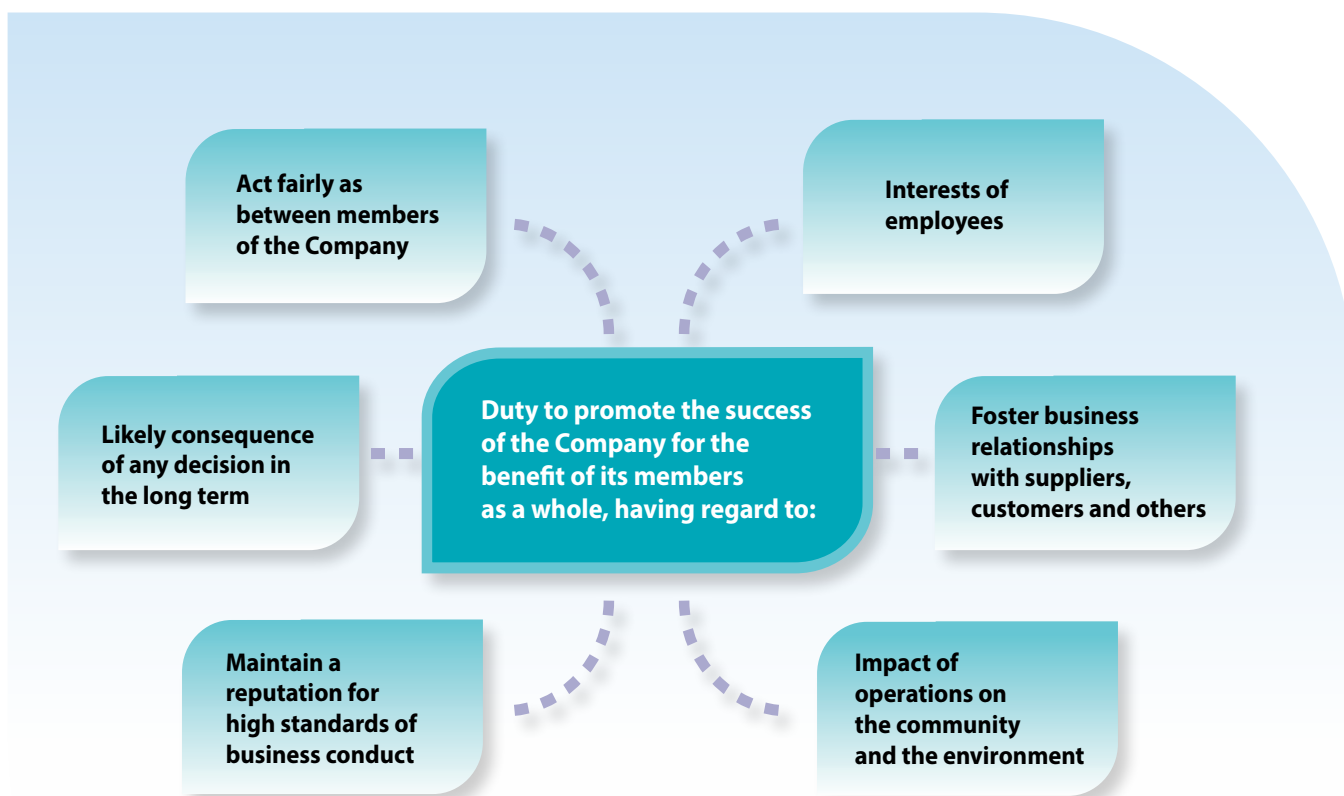 Act fairly as
between members
of the Company
Interests of
employees
Likely consequence
of any decision in
the long term
Duty to promote the success
of the Company for the
benefit of its members
as a whole, having regard to:
Foster business
relationships
with suppliers,
customers and others
Maintain a
reputation for
high standards of
business conduct
Impact of
operations on
the community
and the environment